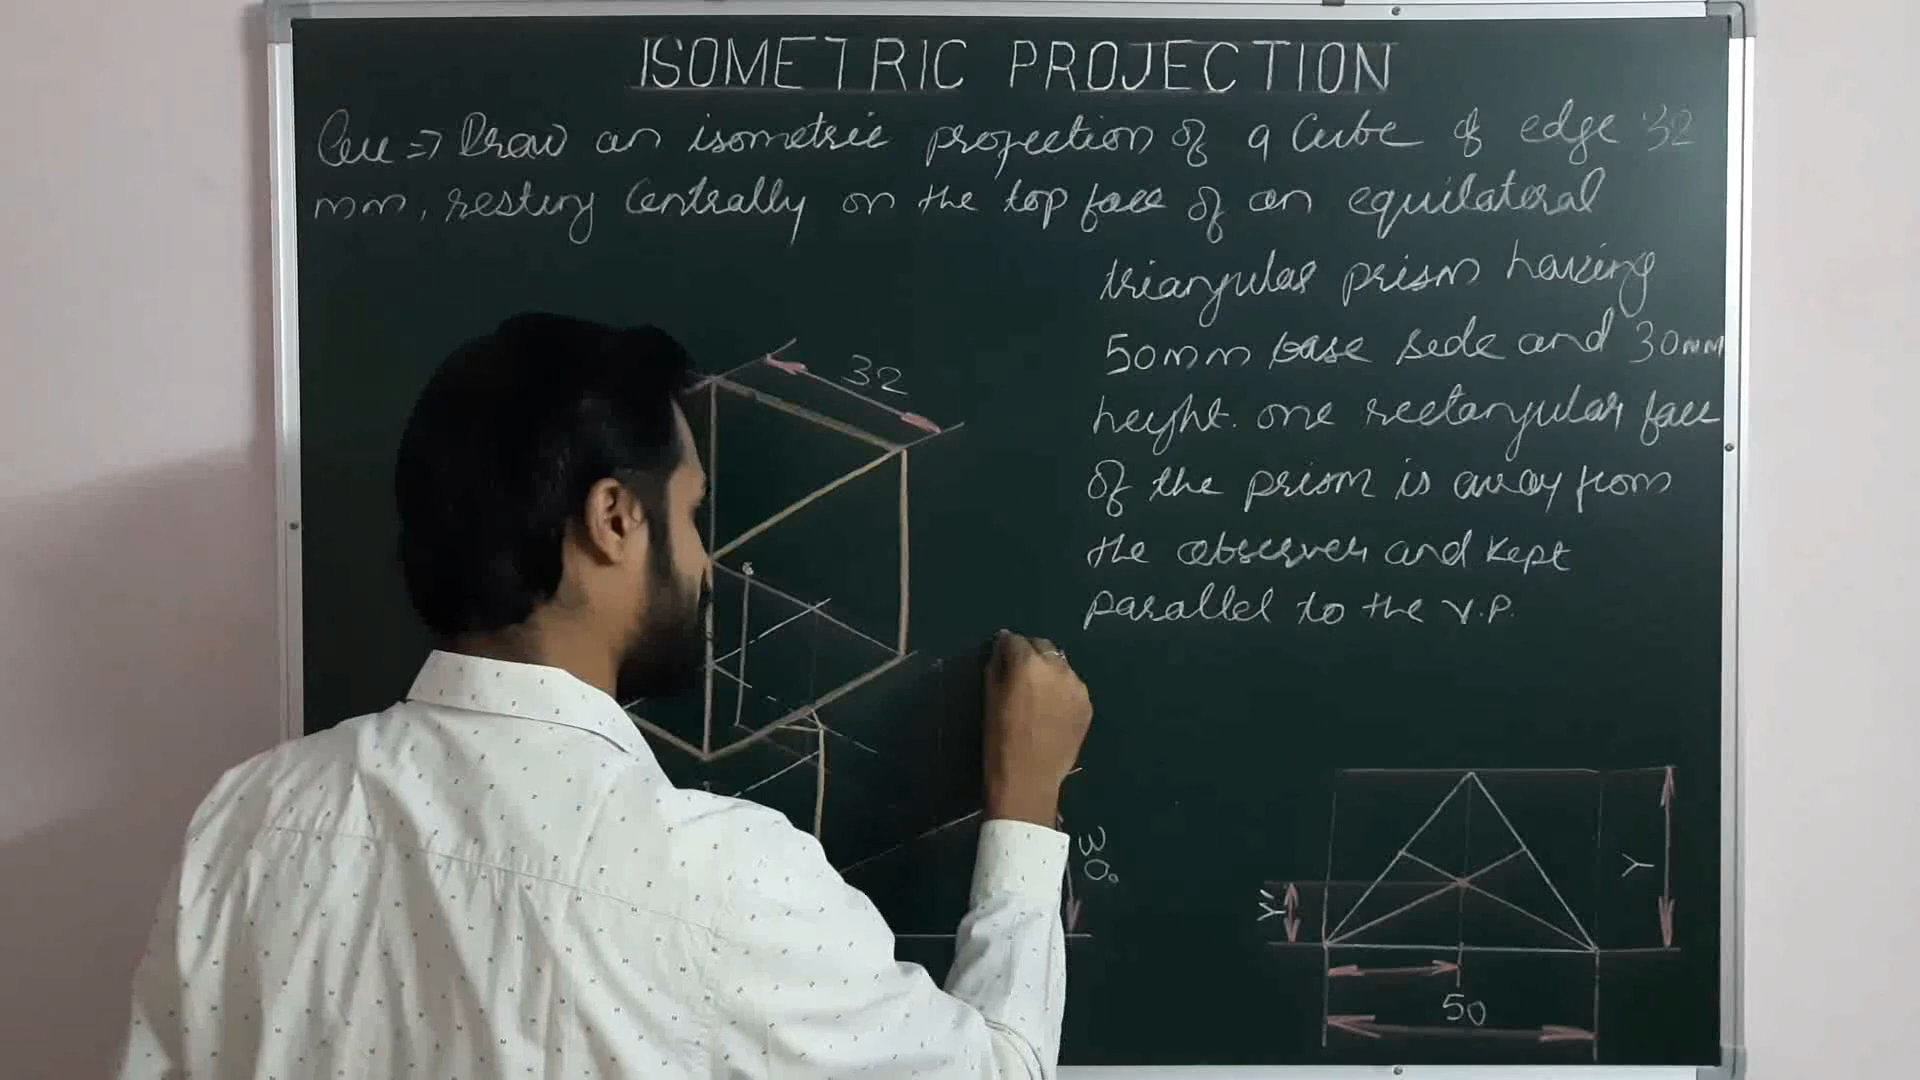 ISOMETRIC PROJECTION
Que => Draw an isometric projection of a Cube of edge 32
mm, resting Centrally on the top face of an equilateral
triangular prism having
50mm base side and 30mm
height. one rectangular face
of the prism is away from
the observer and kept
parallel to the V.P.
32
30°
Y
Y'
50